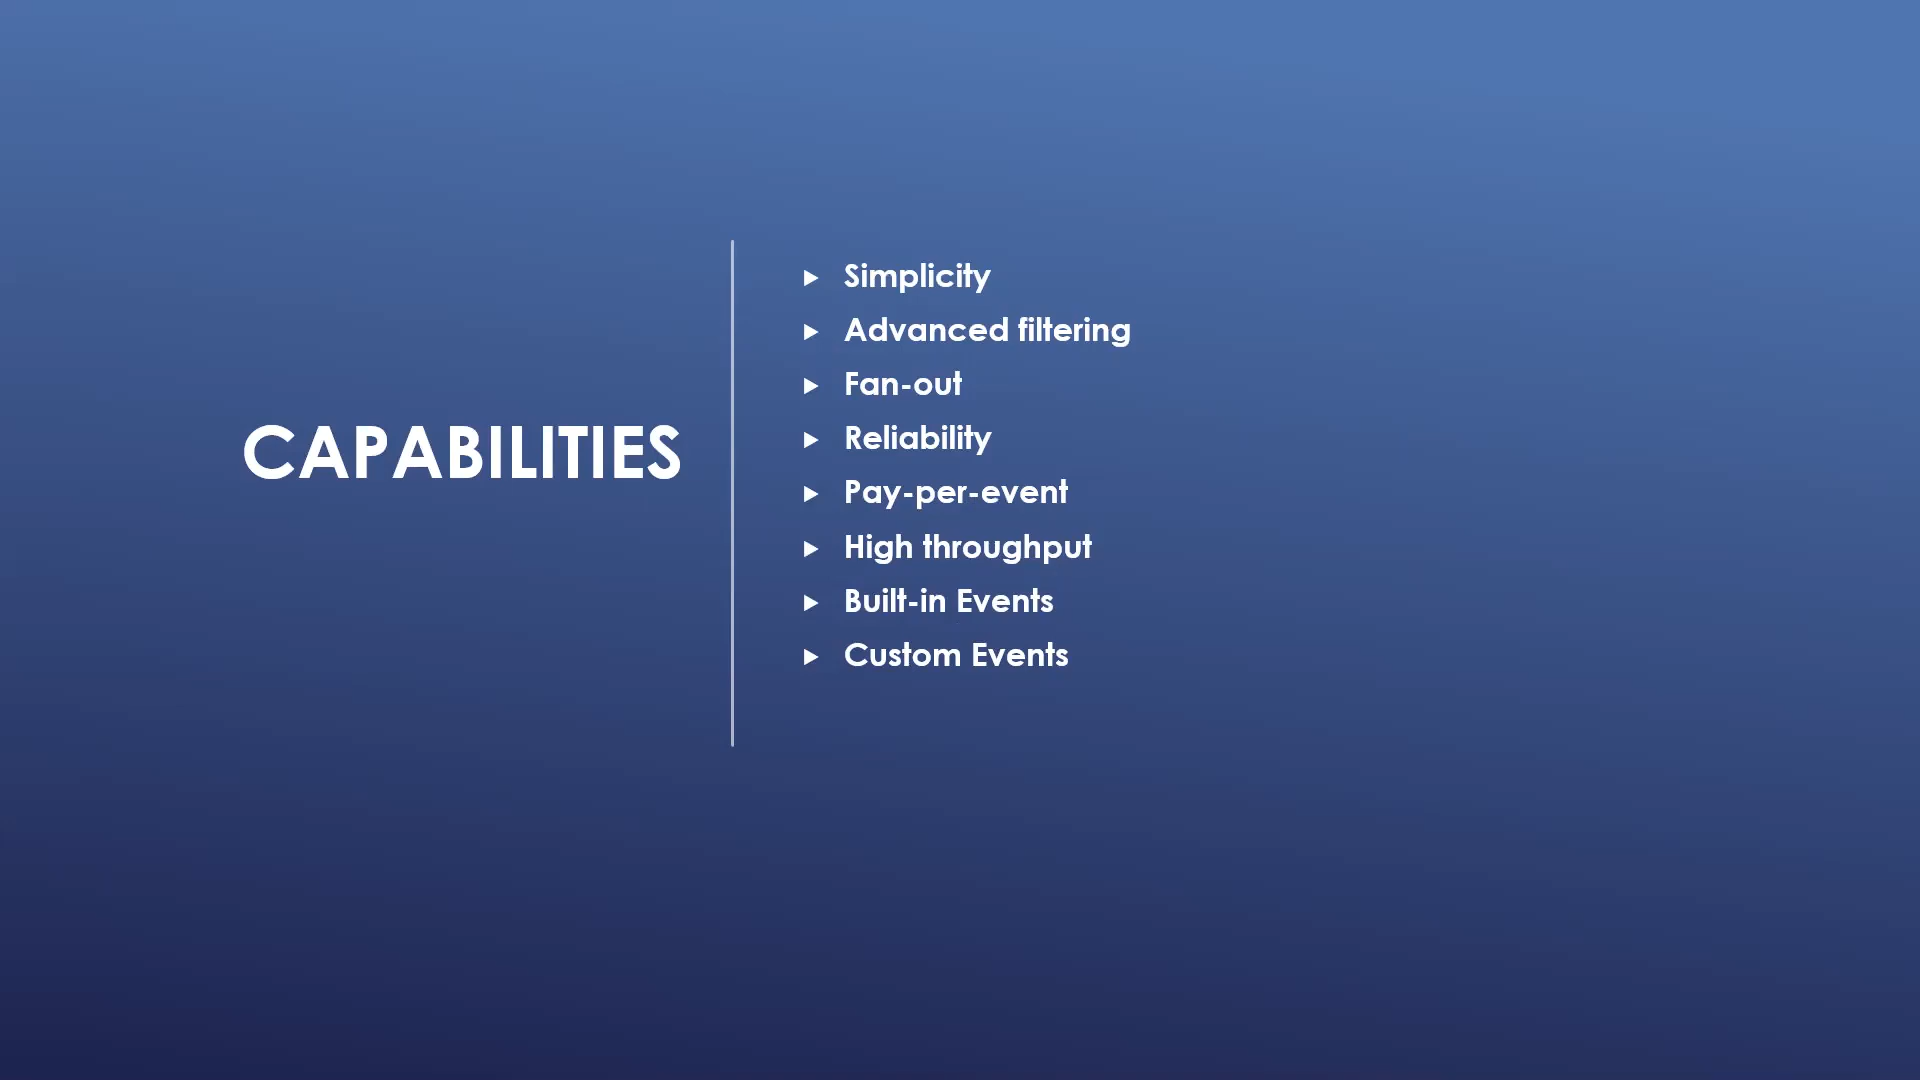 CAPABILITIES
Simplicity
Advanced filtering
Fan-out
Reliability
Pay-per-event
High throughput
Built-in Events
Custom Events